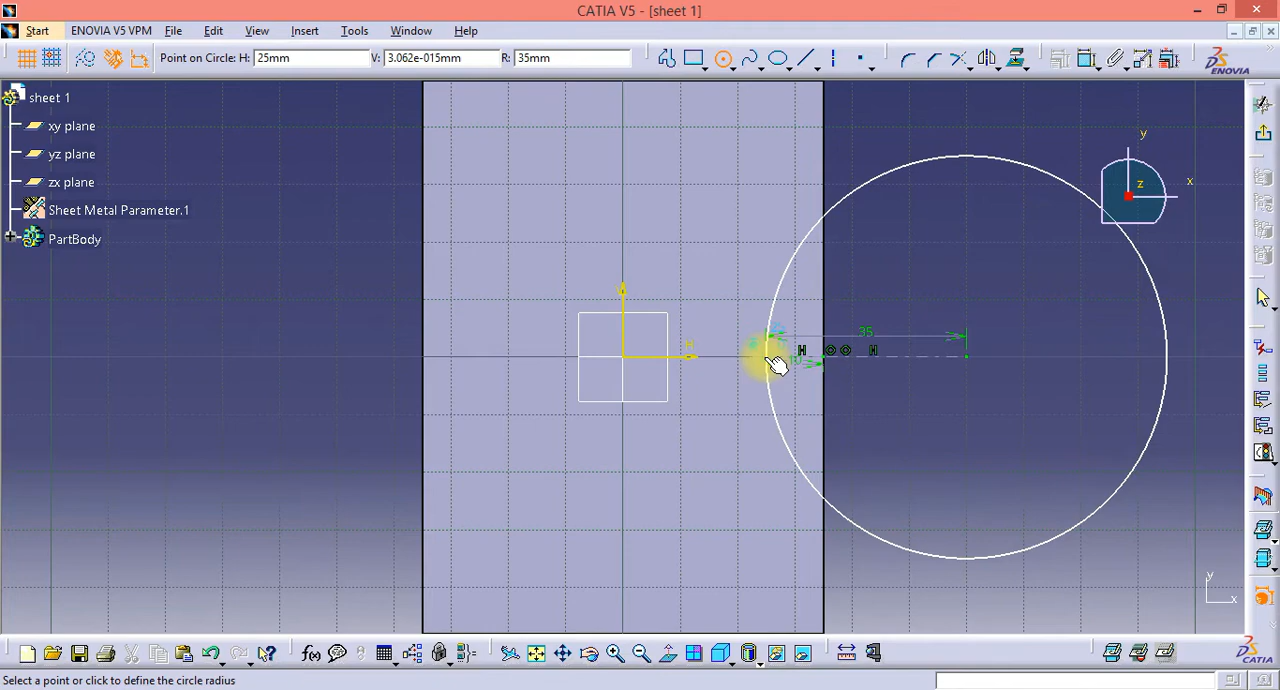 CATIA V5 - [sheet 1]
Start ENOVIA V5 VPM File Edit View Insert Tools Window Help
Point on Circle: H: 25mm V: 3.062e-015mm R: 35mm
ENOVIA
sheet 1
xy plane
yz plane
zx plane
Sheet Metal Parameter.1
PartBody
y
x
z
35
H
H
H
10
y
x
f(x)
Select a point or click to define the circle radius